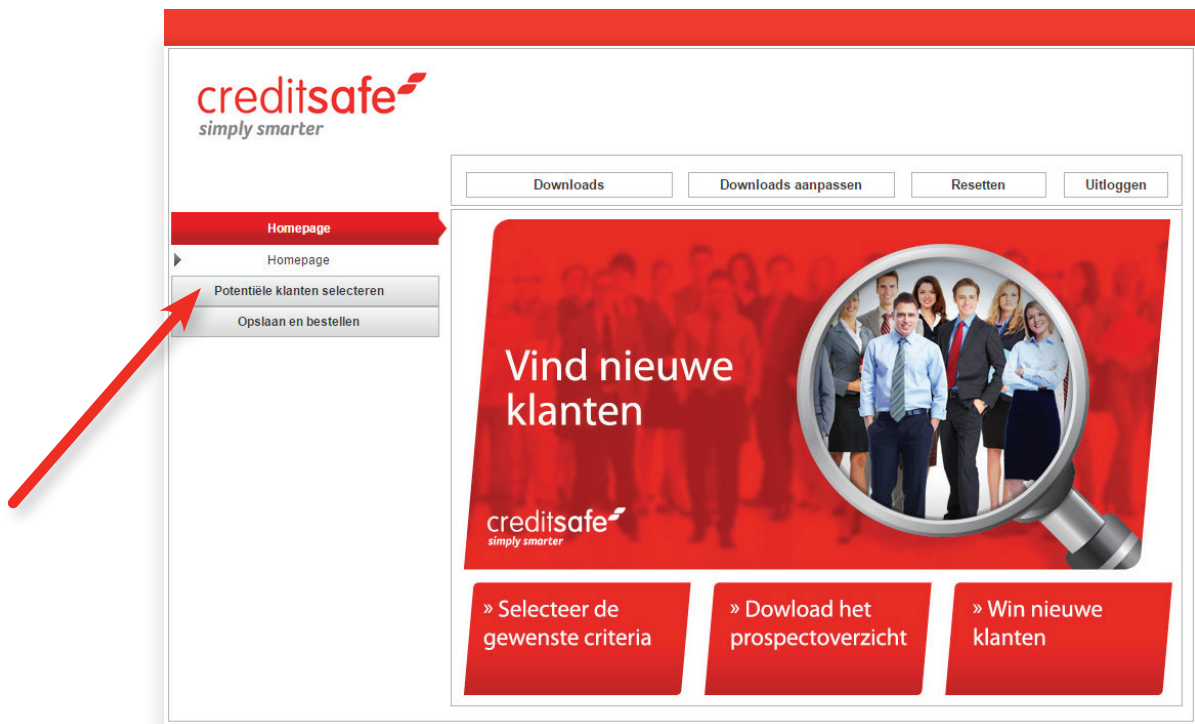 creditsafe
simply smarter
Downloads
Downloads aanpassen
Resetten
Uitloggen
Homepage
Homepage
Potentiële klanten selecteren
Opslaan en bestellen
Vind nieuwe
klanten
creditsafe
simply smarter
» Selecteer de
gewenste criteria
» Dowload het
prospectoverzicht
» Win nieuwe
klanten